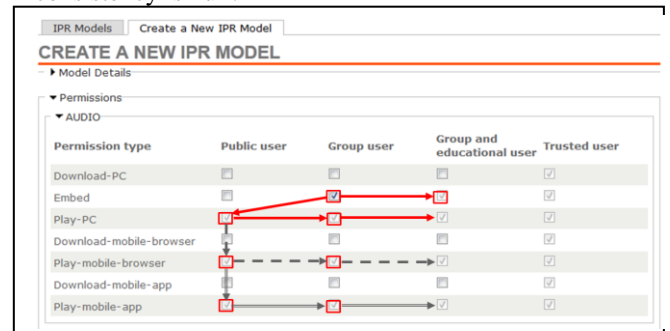 IPR Models Create a New IPR Model
CREATE A NEW IPR MODEL
Model Details
Permissions
AUDIO
Permission type Public user Group user Group and educational user Trusted user
Download-PC
Embed
Play-PC
Download-mobile-browser
Play-mobile-browser
Download-mobile-app
Play-mobile-app